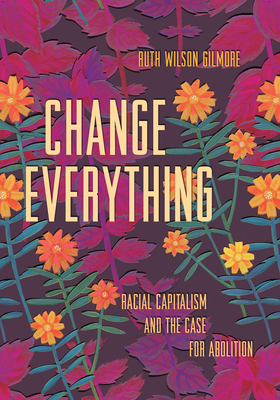 RUTH WILSON GILMORE
CHANGE
EVERYTHING
RACIAL CAPITALISM
AND THE CASE
FOR ABOLITION